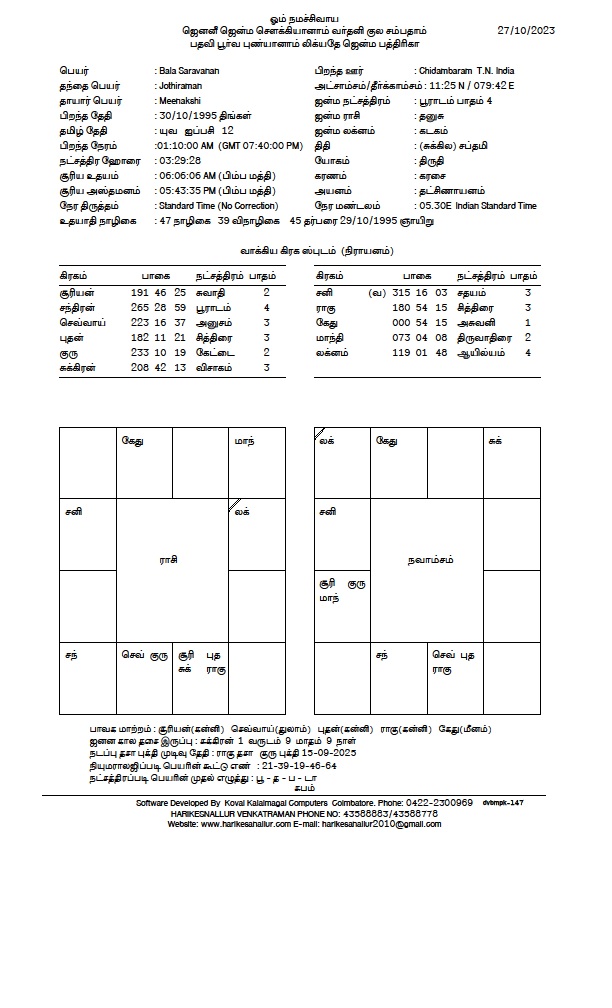 ஓம் நமச்சிவாய
ஜெனனீ ஜென்ம சௌக்கியானாம் வர்தனி குல சம்பதாம் 27/10/2023
பதவி பூர்வ புண்யானாம் லிக்யதே ஜென்ம பத்திரிகா
பெயர் : Bala Saravanan பிறந்த ஊர் : Chidambaram T.N. India
தந்தை பெயர் : Jothiraman அட்சாம்சம்/தீர்க்காம்சம் : 11:25 N / 079:42 E
தாயார் பெயர் : Meenakshi ஜன்ம நட்சத்திரம் : பூராடம் பாதம் 4
பிறந்த தேதி : 30/10/1995 திங்கள் ஜன்ம ராசி : தனுசு
தமிழ் தேதி : யுவ ஐப்பசி 12 ஜன்ம லக்னம் : கடகம்
பிறந்த நேரம் :01:10:00 AM (GMT 07:40:00 PM) திதி : (சுக்கில) சப்தமி
நட்சத்திர ஹோரை : 03:29:28 யோகம் : திருதி
சூரிய உதயம் : 06:06:06 AM (பிம்ப மத்தி) கரணம் : கரசை
சூரிய அஸ்தமனம் : 05:43:35 PM (பிம்ப மத்தி) அயனம் : தட்சிணாயனம்
நேர திருத்தம் : Standard Time (No Correction) நேர மண்டலம் : 05.30E Indian Standard Time
உதயாதி நாழிகை : 47 நாழிகை 39 விநாழிகை 45 தர்பரை 29/10/1995 ஞாயிறு
வாக்கிய கிரக ஸ்புடம் (நிராயனம்)
கிரகம் பாகை நட்சத்திரம் பாதம் கிரகம் பாகை நட்சத்திரம் பாதம்
சூரியன் 191 46 25 சுவாதி 2 சனி (வ) 315 16 03 சதயம் 3
சந்திரன் 265 28 59 பூராடம் 4 ராகு 180 54 15 சித்திரை 3
செவ்வாய் 223 16 37 அனுசம் 3 கேது 000 54 15 அசுவனி 1
புதன் 182 11 21 சித்திரை 3 மாந்தி 073 04 08 திருவாதிரை 2
குரு 233 10 19 கேட்டை 2 லக்னம் 119 01 48 ஆயில்யம் 4
சுக்கிரன் 208 42 13 விசாகம் 3
கேது மாந் லக் கேது சுக்
சனி லக் சனி
ராசி நவாம்சம்
சூரி குரு
மாந்
சந் செவ் குரு சூரி புத சந் செவ் புத
சுக் ராகு ராகு
பாவக மாற்றம் : சூரியன்(கன்னி) செவ்வாய்(துலாம்) புதன்(கன்னி) ராகு(கன்னி) கேது(மீனம்)
ஜனன கால தசை இருப்பு : சுக்கிரன் 1 வருடம் 9 மாதம் 9 நாள்
நடப்பு தசா புக்தி முடிவு தேதி : ராகு தசா குரு புக்தி 15-09-2025
நியுமராலஜிப்படி பெயரின் கூட்டு எண் : 21-39-19-46-64
நட்சத்திரப்படி பெயரின் முதல் எழுத்து : பூ - த - ப - டா
சுபம்
Software Developed By Kovai Kalaimagal Computers Coimbatore. Phone: 0422-2300969 dvbmpk-147
HARIKESNALLUR VENKATRAMAN PHONE NO: 43588883/43588778
Website: www.harikesanallur.com E-mail: harikesahallur2010@gmail.com